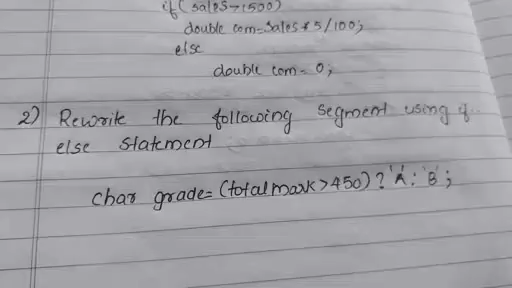 if(sales>1500)
double com=sales*5/100;
else
double com=0;
2) Rewrite the following segment using if..
else statement
char grade=(totalmark>450)?'A':'B';